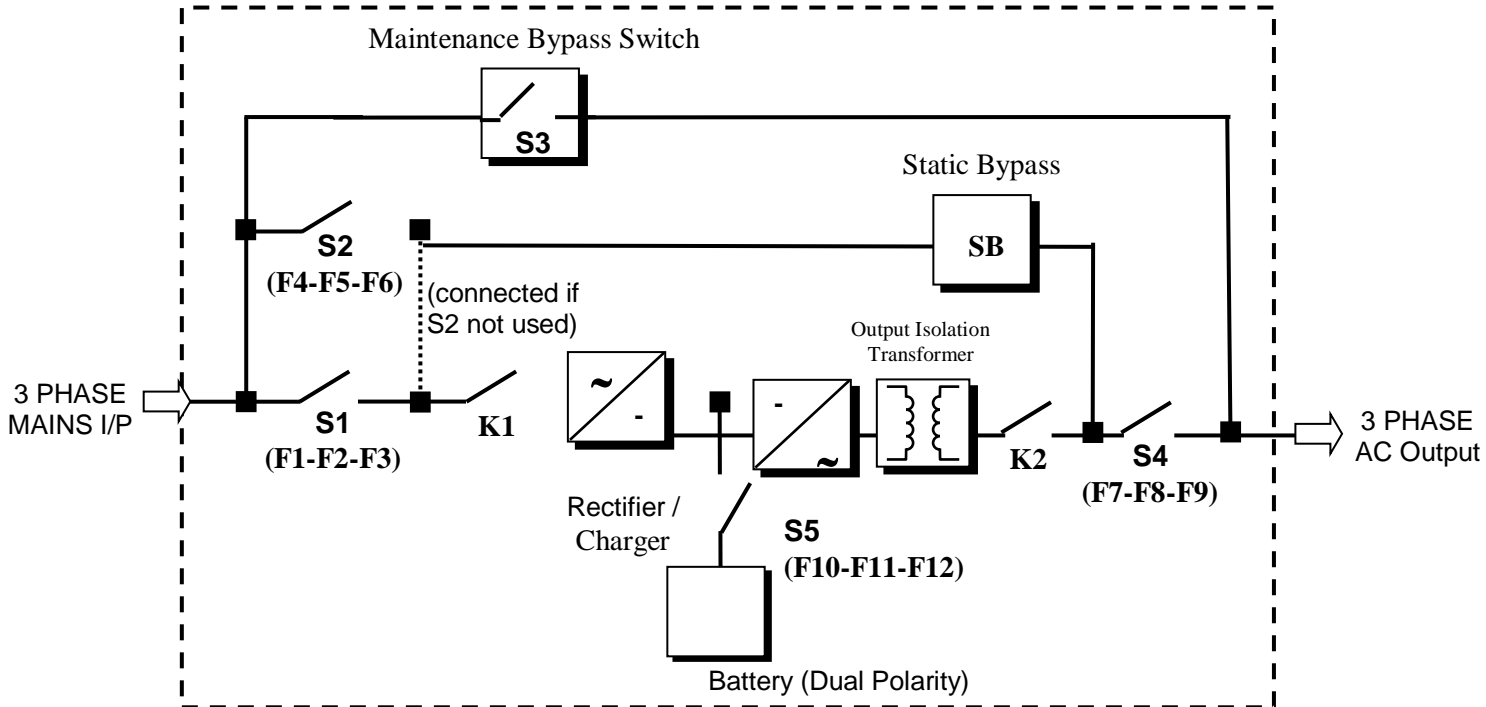 Maintenance Bypass Switch
S3
Static Bypass
SB
S2
(F4-F5-F6)
(connected if
S2 not used)
Output Isolation
Transformer
3 PHASE
MAINS I/P
S1
(F1-F2-F3)
K1
~
-
-
~
K2
S4
(F7-F8-F9)
3 PHASE
AC Output
Rectifier /
Charger
S5
(F10-F11-F12)
Battery (Dual Polarity)